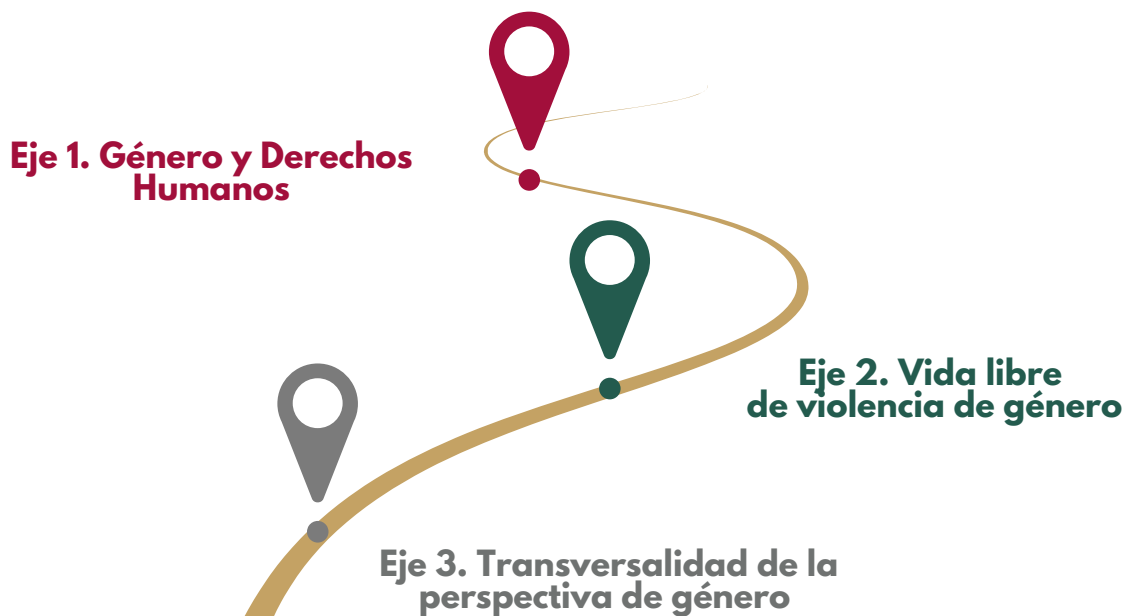 Eje 1. Género y Derechos
Humanos
Eje 2. Vida libre
de violencia de género
Eje 3. Transversalidad de la
perspectiva de género